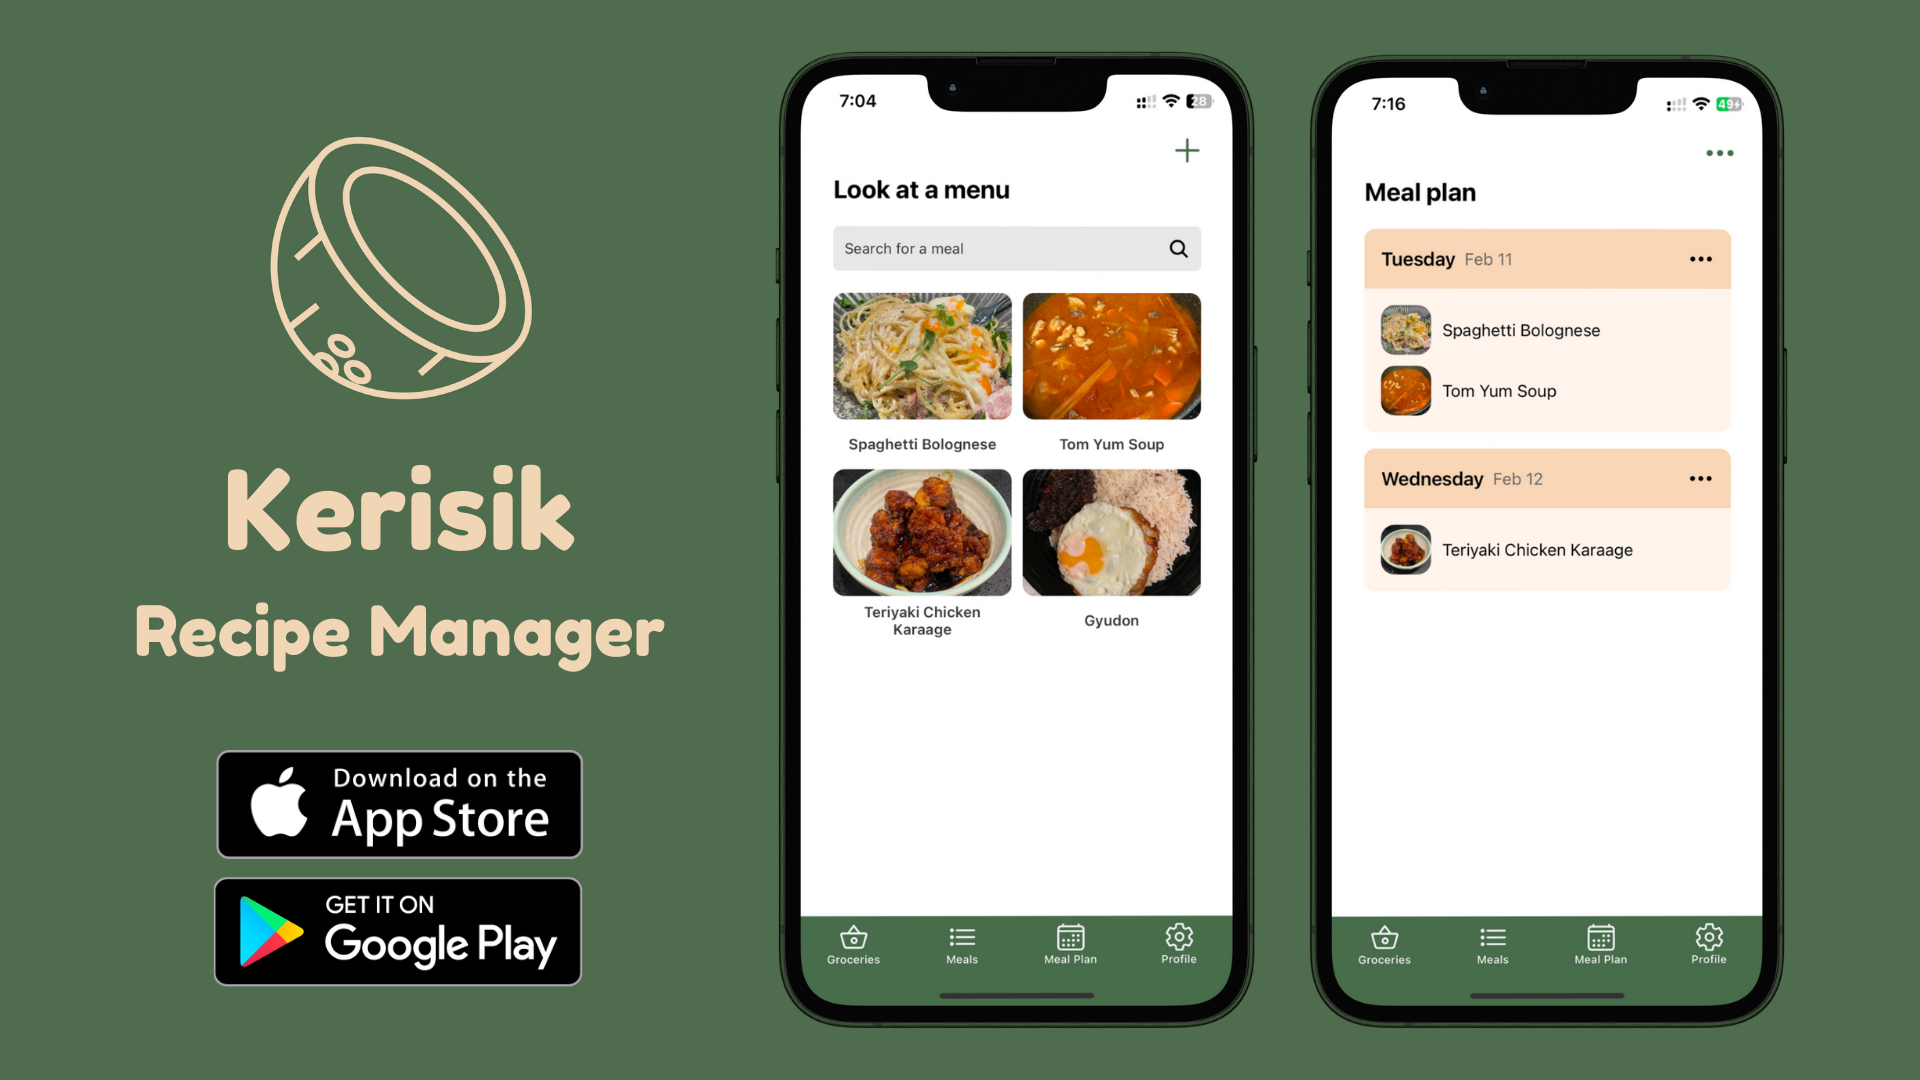 Kerisik
Recipe Manager
Download on the
App Store
GET IT ON
Google Play
7:04
28
Look at a menu
Search for a meal
Spaghetti Bolognese
Tom Yum Soup
Teriyaki Chicken
Karaage
Gyudon
Groceries
Meals
Meal Plan
Profile
7:16
49
Meal plan
Tuesday Feb 11
Spaghetti Bolognese
Tom Yum Soup
Wednesday Feb 12
Teriyaki Chicken Karaage
Groceries
Meals
Meal Plan
Profile